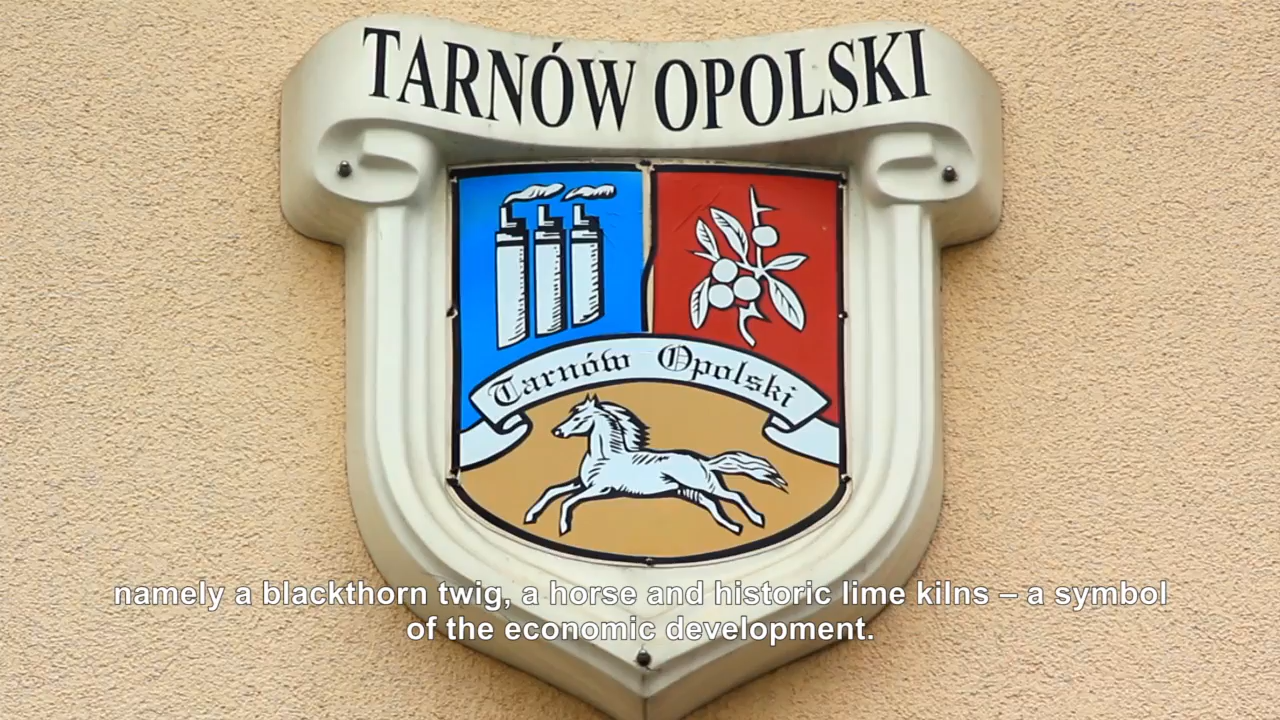 TARNÓW OPOLSKI
Tarnów Opolski
namely a blackthorn twig, a horse and historic lime kilns – a symbol
of the economic development.